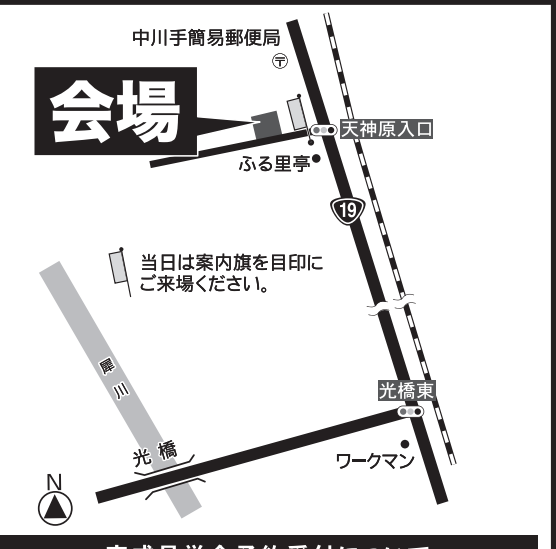 中川手簡易郵便局
〒
会場
天神原入口
ふる里亭
19
当日は案内旗を目印に
ご来場ください。
犀川
光橋東
光橋
ワークマン
N